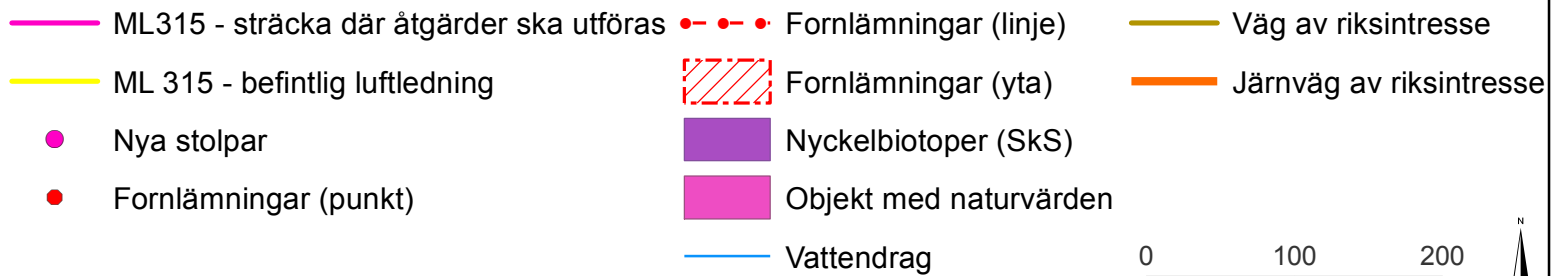 ML315 - sträcka där åtgärder ska utföras
ML 315 - befintlig luftledning
Nya stolpar
Fornlämningar (punkt)
Fornlämningar (linje)
Fornlämningar (yta)
Nyckelbiotoper (SkS)
Objekt med naturvärden
Vattendrag
Väg av riksintresse
Järnväg av riksintresse
0 100 200
N